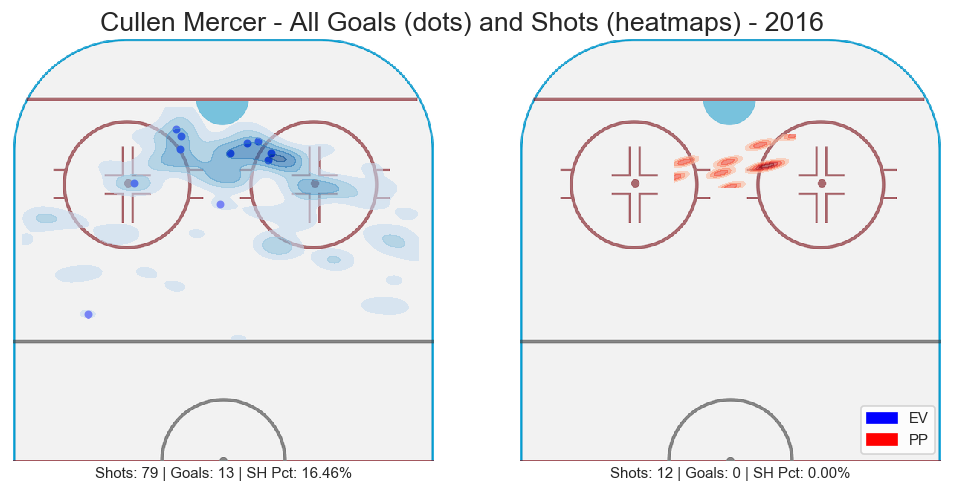 Cullen Mercer - All Goals (dots) and Shots (heatmaps) - 2016
EV
PP
Shots: 79 | Goals: 13 | SH Pct: 16.46%
Shots: 12 | Goals: 0 | SH Pct: 0.00%